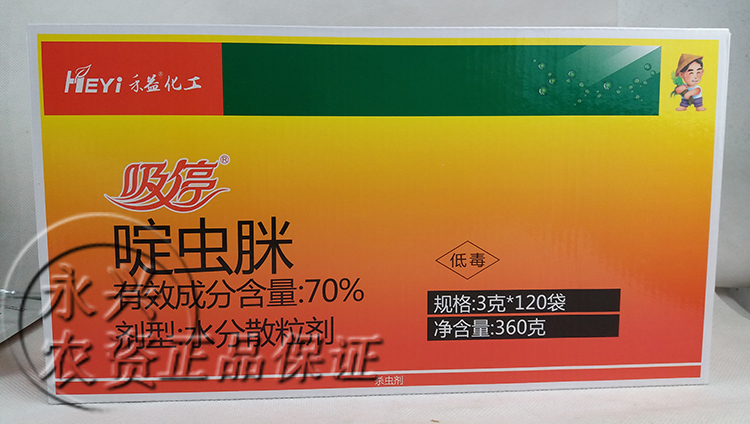 HEYi 禾益®化工
吸停®
啶虫脒
有效成分含量:70%
剂型:水分散粒剂
低毒
规格:3克*120袋
净含量:360克
杀虫剂
永兴
农资正品保证